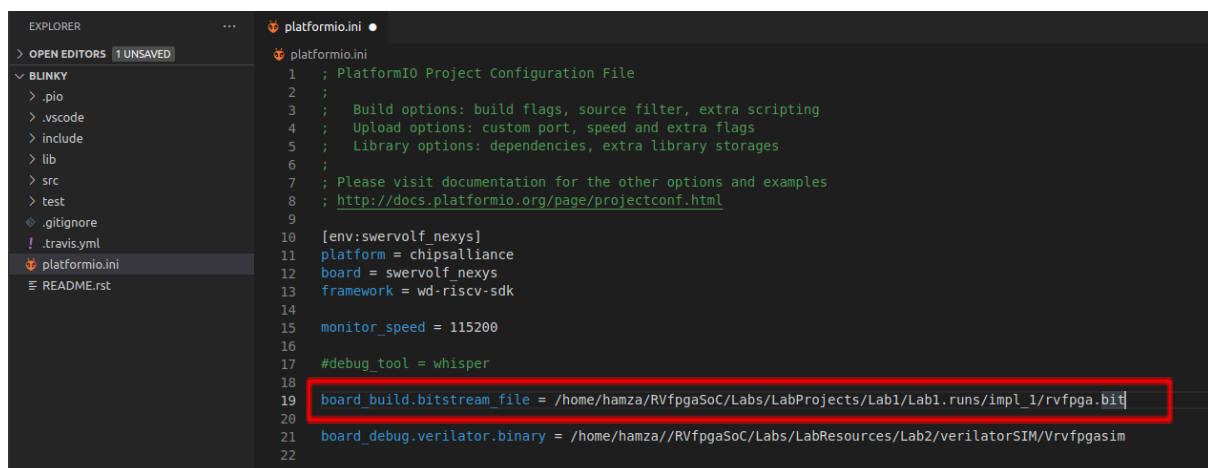 EXPLORER ...
OPEN EDITORS 1 UNSAVED
BLINKY
.pio
.vscode
include
lib
src
test
.gitignore
! .travis.yml
platformio.ini
README.rst
platformio.ini
platformio.ini
1 ; PlatformIO Project Configuration File
2 ;
3 ;   Build options: build flags, source filter, extra scripting
4 ;   Upload options: custom port, speed and extra flags
5 ;   Library options: dependencies, extra library storages
6 ;
7 ; Please visit documentation for the other options and examples
8 ; http://docs.platformio.org/page/projectconf.html
9
10 [env:swervolf_nexys]
11 platform = chipsalliance
12 board = swervolf_nexys
13 framework = wd-riscv-sdk
14
15 monitor_speed = 115200
16
17 #debug_tool = whisper
18
19 board_build.bitstream_file = /home/hamza/RVfpgaSoC/Labs/LabProjects/Lab1/Lab1.runs/impl_1/rvfpga.bit
20
21 board_debug.verilator.binary = /home/hamza//RVfpgaSoC/Labs/LabResources/Lab2/verilatorSIM/Vrvfpgasim
22